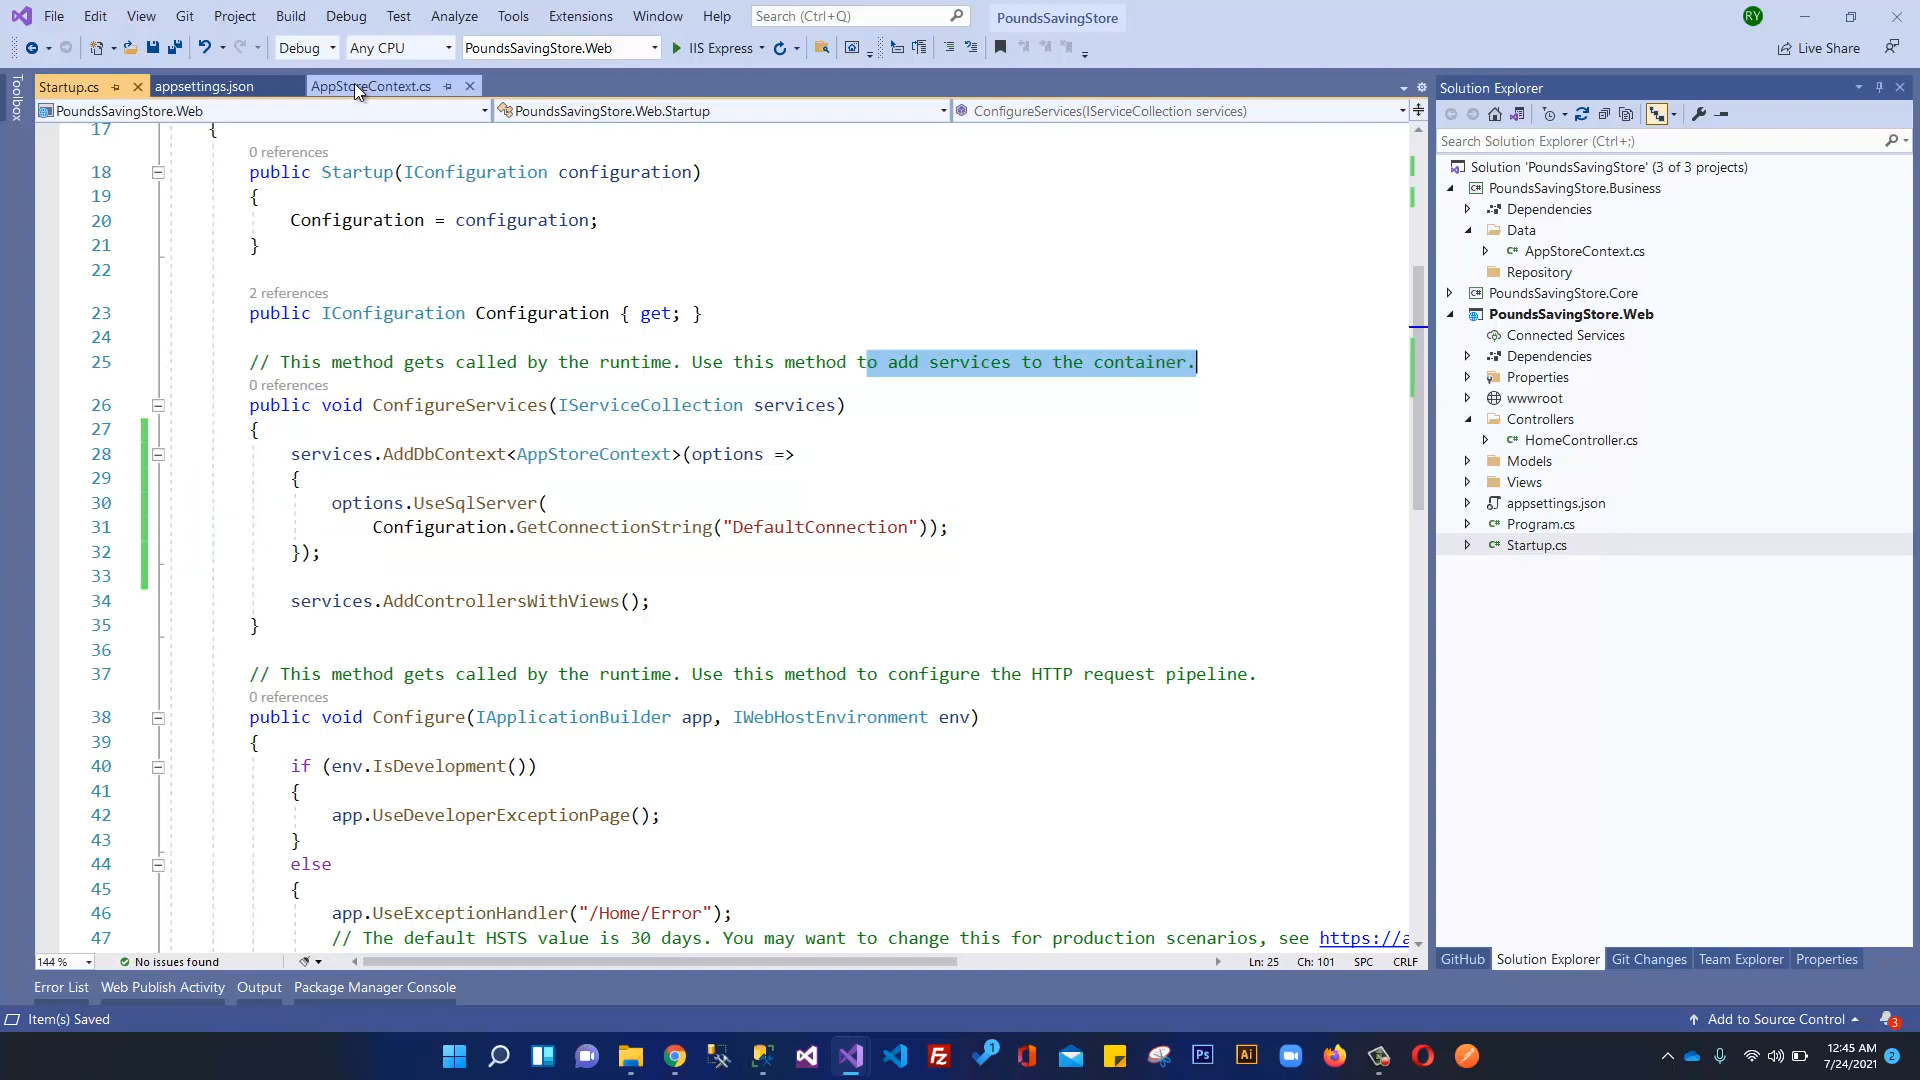 File Edit View Git Project Build Debug Test Analyze Tools Extensions Window Help Search (Ctrl+Q) PoundsSavingStore RY
Debug Any CPU PoundsSavingStore.Web IIS Express Live Share
Toolbox
Startup.cs appsettings.json AppStoreContext.cs
PoundsSavingStore.Web PoundsSavingStore.Web.Startup ConfigureServices(IServiceCollection services)
17 {
0 references
18 public Startup(IConfiguration configuration)
19 {
20 Configuration = configuration;
21 }
22
2 references
23 public IConfiguration Configuration { get; }
24
25 // This method gets called by the runtime. Use this method to add services to the container.
0 references
26 public void ConfigureServices(IServiceCollection services)
27 {
28 services.AddDbContext<AppStoreContext>(options =>
29 {
30 options.UseSqlServer(
31 Configuration.GetConnectionString("DefaultConnection"));
32 });
33
34 services.AddControllersWithViews();
35 }
36
37 // This method gets called by the runtime. Use this method to configure the HTTP request pipeline.
0 references
38 public void Configure(IApplicationBuilder app, IWebHostEnvironment env)
39 {
40 if (env.IsDevelopment())
41 {
42 app.UseDeveloperExceptionPage();
43 }
44 else
45 {
46 app.UseExceptionHandler("/Home/Error");
47 // The default HSTS value is 30 days. You may want to change this for production scenarios, see https://a
144 % No issues found Ln: 25 Ch: 101 SPC CRLF
Solution Explorer
Search Solution Explorer (Ctrl+;)
Solution 'PoundsSavingStore' (3 of 3 projects)
PoundsSavingStore.Business
Dependencies
Data
C# AppStoreContext.cs
Repository
PoundsSavingStore.Core
PoundsSavingStore.Web
Connected Services
Dependencies
Properties
wwwroot
Controllers
C# HomeController.cs
Models
Views
appsettings.json
C# Program.cs
C# Startup.cs
GitHub Solution Explorer Git Changes Team Explorer Properties
Error List Web Publish Activity Output Package Manager Console
Item(s) Saved Add to Source Control 3
1 Ps Ai 12:45 AM 2
7/24/2021